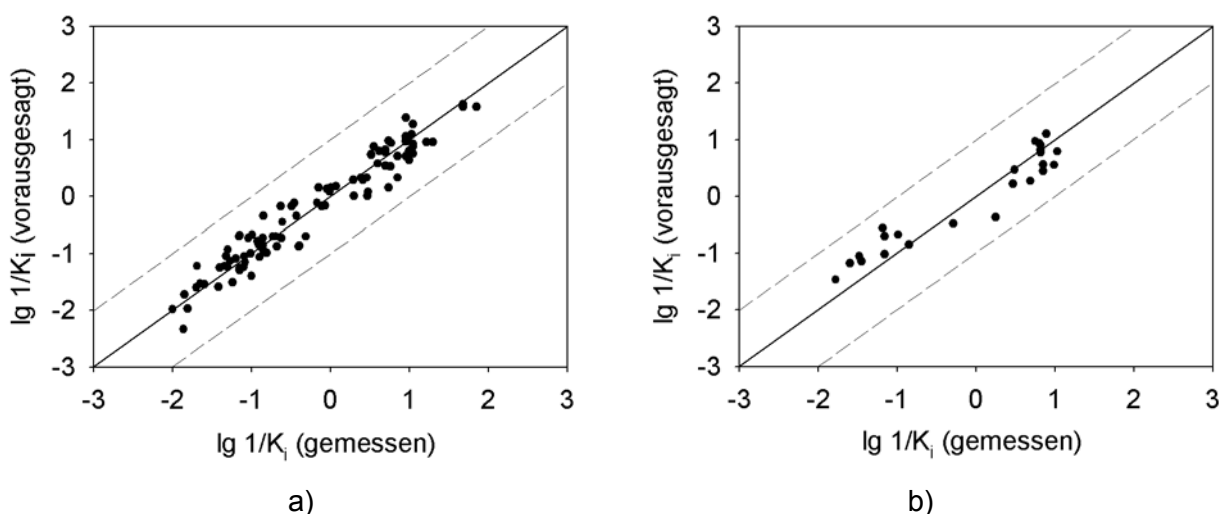 3
2
1
0
-1
-2
-3
lg 1/Ki (vorausgesagt)
-3 -2 -1 0 1 2 3
lg 1/Ki (gemessen)
a)
3
2
1
0
-1
-2
-3
lg 1/Ki (vorausgesagt)
-3 -2 -1 0 1 2 3
lg 1/Ki (gemessen)
b)